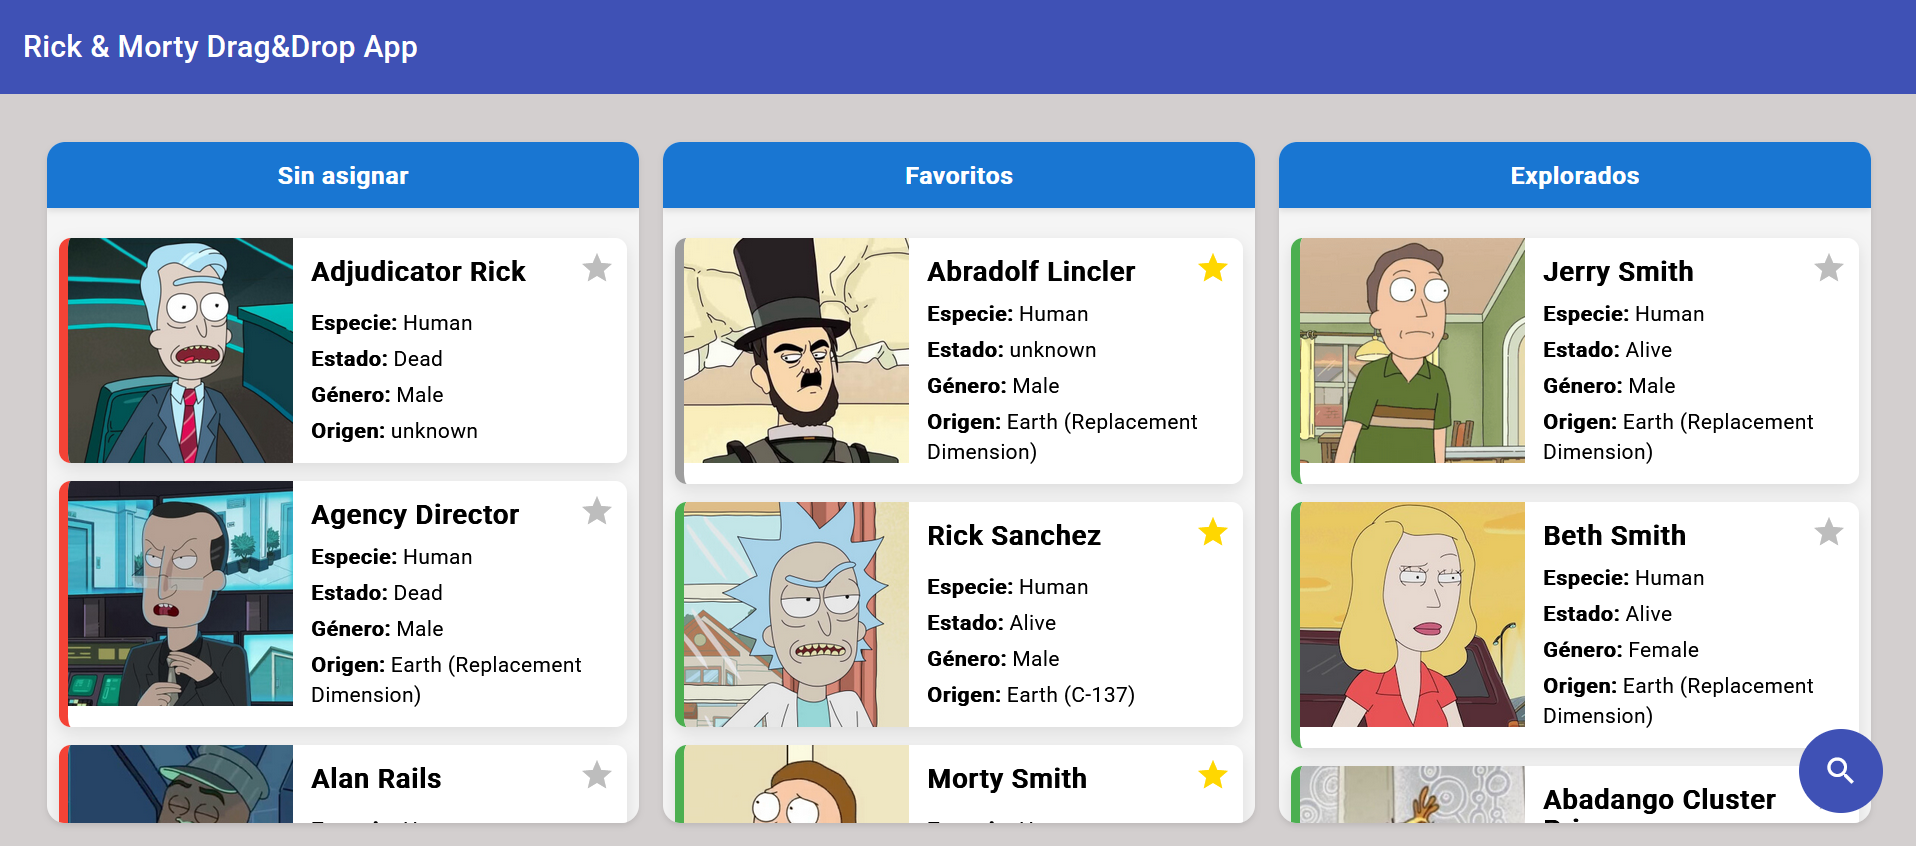 Rick & Morty Drag&Drop App
Sin asignar
Adjudicator Rick
Especie: Human
Estado: Dead
Género: Male
Origen: unknown
Agency Director
Especie: Human
Estado: Dead
Género: Male
Origen: Earth (Replacement
Dimension)
Alan Rails
Favoritos
Abradolf Lincler
Especie: Human
Estado: unknown
Género: Male
Origen: Earth (Replacement
Dimension)
Rick Sanchez
Especie: Human
Estado: Alive
Género: Male
Origen: Earth (C-137)
Morty Smith
Explorados
Jerry Smith
Especie: Human
Estado: Alive
Género: Male
Origen: Earth (Replacement
Dimension)
Beth Smith
Especie: Human
Estado: Alive
Género: Female
Origen: Earth (Replacement
Dimension)
Abadango Cluster